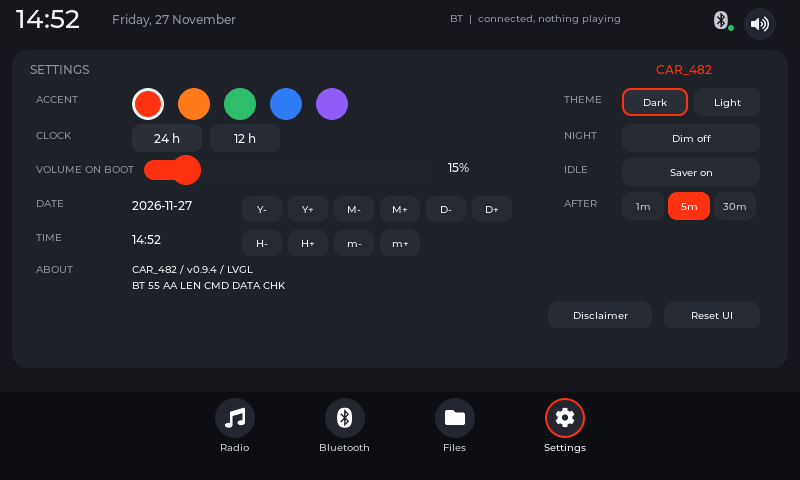 14:52 Friday, 27 November BT | connected, nothing playing
SETTINGS CAR_482
ACCENT THEME Dark Light
CLOCK 24 h 12 h NIGHT Dim off
VOLUME ON BOOT 15% IDLE Saver on
DATE 2026-11-27 Y- Y+ M- M+ D- D+ AFTER 1m 5m 30m
TIME 14:52 H- H+ m- m+
ABOUT CAR_482 / v0.9.4 / LVGL
BT 55 AA LEN CMD DATA CHK
Disclaimer Reset UI
Radio Bluetooth Files Settings